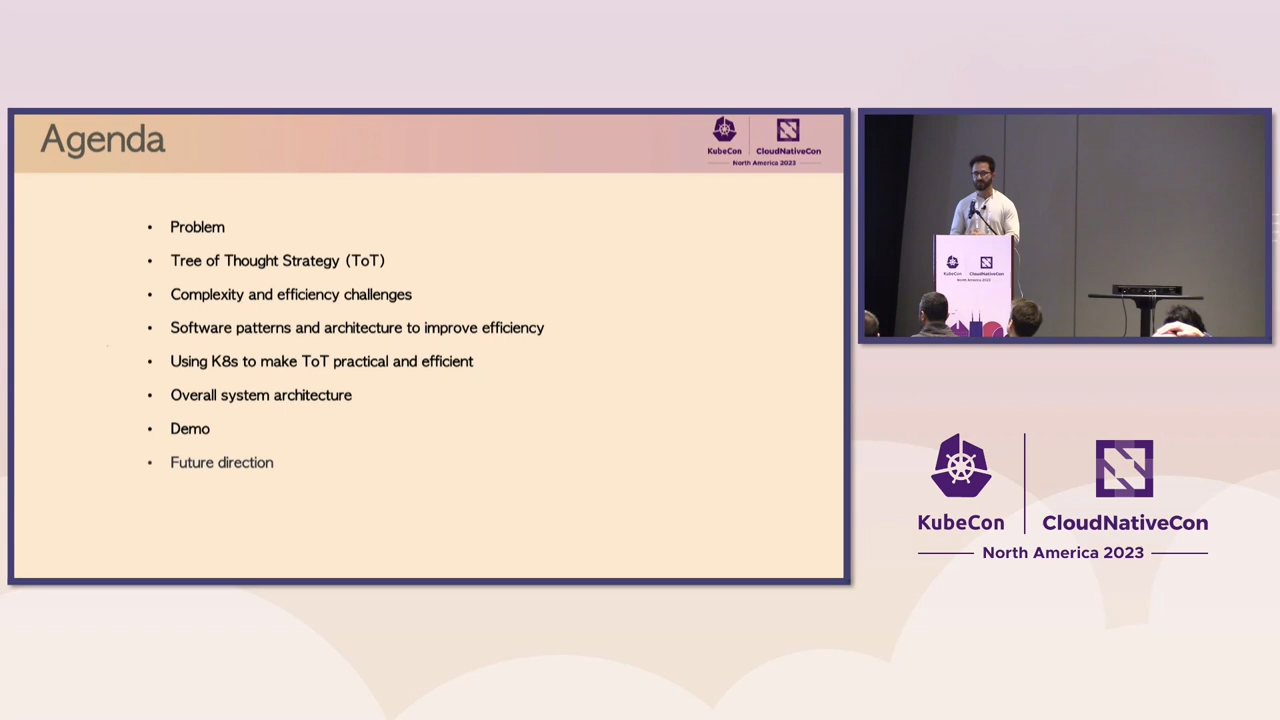 Agenda
KubeCon
CloudNativeCon
North America 2023
• Problem
• Tree of Thought Strategy (ToT)
• Complexity and efficiency challenges
• Software patterns and architecture to improve efficiency
• Using K8s to make ToT practical and efficient
• Overall system architecture
• Demo
• Future direction
KubeCon
CloudNativeCon
North America 2023
KubeCon
CloudNativeCon
North America 2023